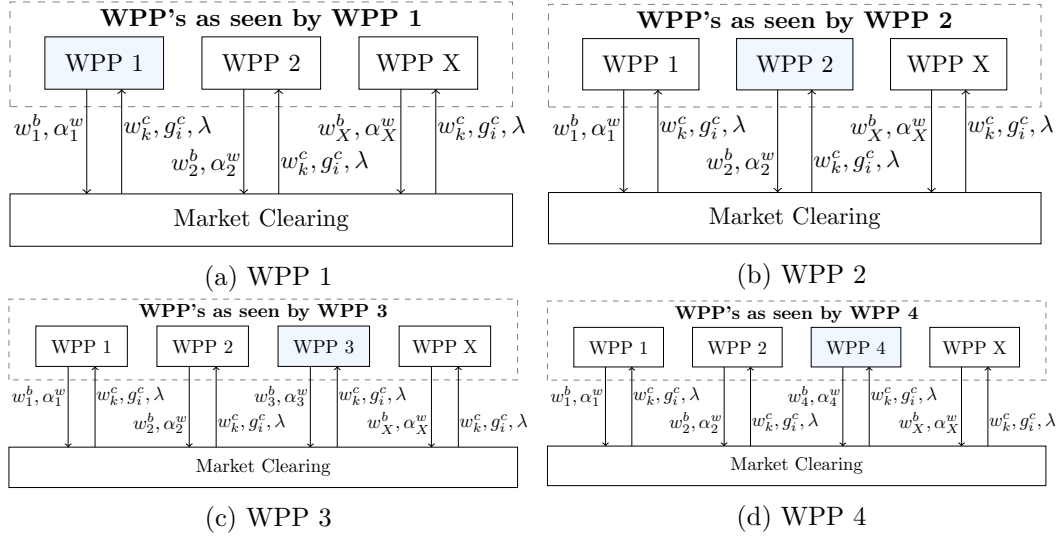 WPP's as seen by WPP 1
WPP 1 WPP 2 WPP X
w_1^b, α_1^w w_k^c, g_i^c, λ w_X^b, α_X^w w_k^c, g_i^c, λ
w_2^b, α_2^w w_k^c, g_i^c, λ
Market Clearing
(a) WPP 1
WPP's as seen by WPP 2
WPP 1 WPP 2 WPP X
w_1^b, α_1^w w_k^c, g_i^c, λ w_X^b, α_X^w w_k^c, g_i^c, λ
w_2^b, α_2^w w_k^c, g_i^c, λ
Market Clearing
(b) WPP 2
WPP's as seen by WPP 3
WPP 1 WPP 2 WPP 3 WPP X
w_1^b, α_1^w w_k^c, g_i^c, λ w_3^b, α_3^w w_k^c, g_i^c, λ
w_2^b, α_2^w w_k^c, g_i^c, λ w_X^b, α_X^w w_k^c, g_i^c, λ
Market Clearing
(c) WPP 3
WPP's as seen by WPP 4
WPP 1 WPP 2 WPP 4 WPP X
w_1^b, α_1^w w_k^c, g_i^c, λ w_4^b, α_4^w w_k^c, g_i^c, λ
w_2^b, α_2^w w_k^c, g_i^c, λ w_X^b, α_X^w w_k^c, g_i^c, λ
Market Clearing
(d) WPP 4